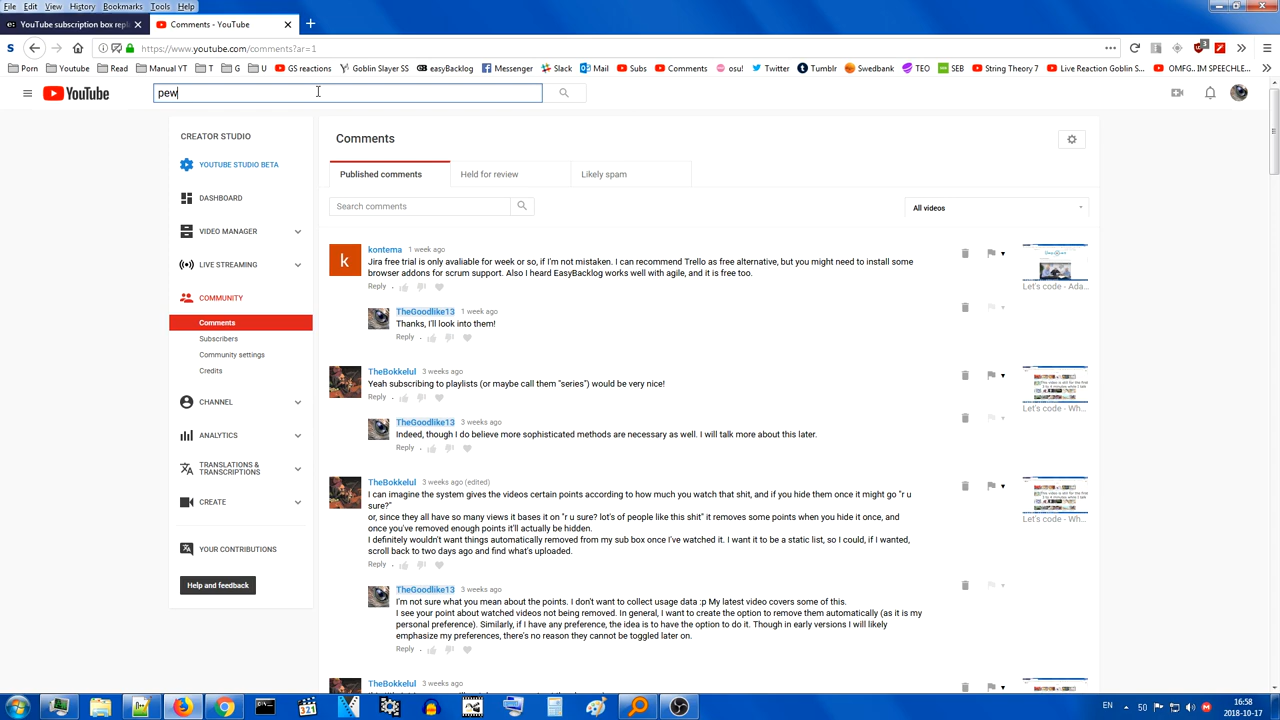 File Edit View History Bookmarks Tools Help
YouTube subscription box rep
Comments - YouTube
https://www.youtube.com/comments?ar=1
Porn Youtube Read Manual YT T G U GS reactions Goblin Slayer SS easyBacklog Messenger Slack Mail Subs Comments osu! Twitter Tumblr Swedbank TEO SEB String Theory 7 Live Reaction Goblin S... OMFG.. IM SPEECHLE...
YouTube
pew
CREATOR STUDIO
YOUTUBE STUDIO BETA
DASHBOARD
VIDEO MANAGER
LIVE STREAMING
COMMUNITY
Comments
Subscribers
Community settings
Credits
CHANNEL
ANALYTICS
TRANSLATIONS &
TRANSCRIPTIONS
CREATE
YOUR CONTRIBUTIONS
Help and feedback
Comments
Published comments
Held for review
Likely spam
Search comments
All videos
k
kontema 1 week ago
Jira free trial is only avaliable for week or so, if I'm not mistaken. I can recommend Trello as free alternative, but you might need to install some
browser addons for scrum support. Also I heard EasyBacklog works well with agile, and it is free too.
Reply
Let's code - Ada...
TheGoodlike13 1 week ago
Thanks, I'll look into them!
Reply
TheBokkelul 3 weeks ago
Yeah subscribing to playlists (or maybe call them "series") would be very nice!
Reply
Let's code - Wh...
TheGoodlike13 3 weeks ago
Indeed, though I do believe more sophisticated methods are necessary as well. I will talk more about this later.
Reply
TheBokkelul 3 weeks ago (edited)
I can imagine the system gives the videos certain points according to how much you watch that shit, and if you hide them once it might go "r u
sure?"
or, since they all have so many views it bases it on "r u sure? lots of people like this shit" it removes some points when you hide it once, and
once you've removed enough points it'll actually be hidden.
I definitely wouldn't want things automatically removed from my sub box once I've watched it. I want it to be a static list, so I could, if I wanted,
scroll back to two days ago and find what's uploaded.
Reply
Let's code - Wh...
TheGoodlike13 3 weeks ago
I'm not sure what you mean about the points. I don't want to collect usage data :p My latest video covers some of this.
I see your point about watched videos not being removed. In general, I want to create the option to remove them automatically (as it is my
personal preference). Similarly, if I have any preference, the idea is to have the option to do it. Though in early versions I will likely
emphasize my preferences, there's no reason they cannot be toggled later on.
Reply
TheBokkelul 3 weeks ago
EN 50 16:58
2018-10-17